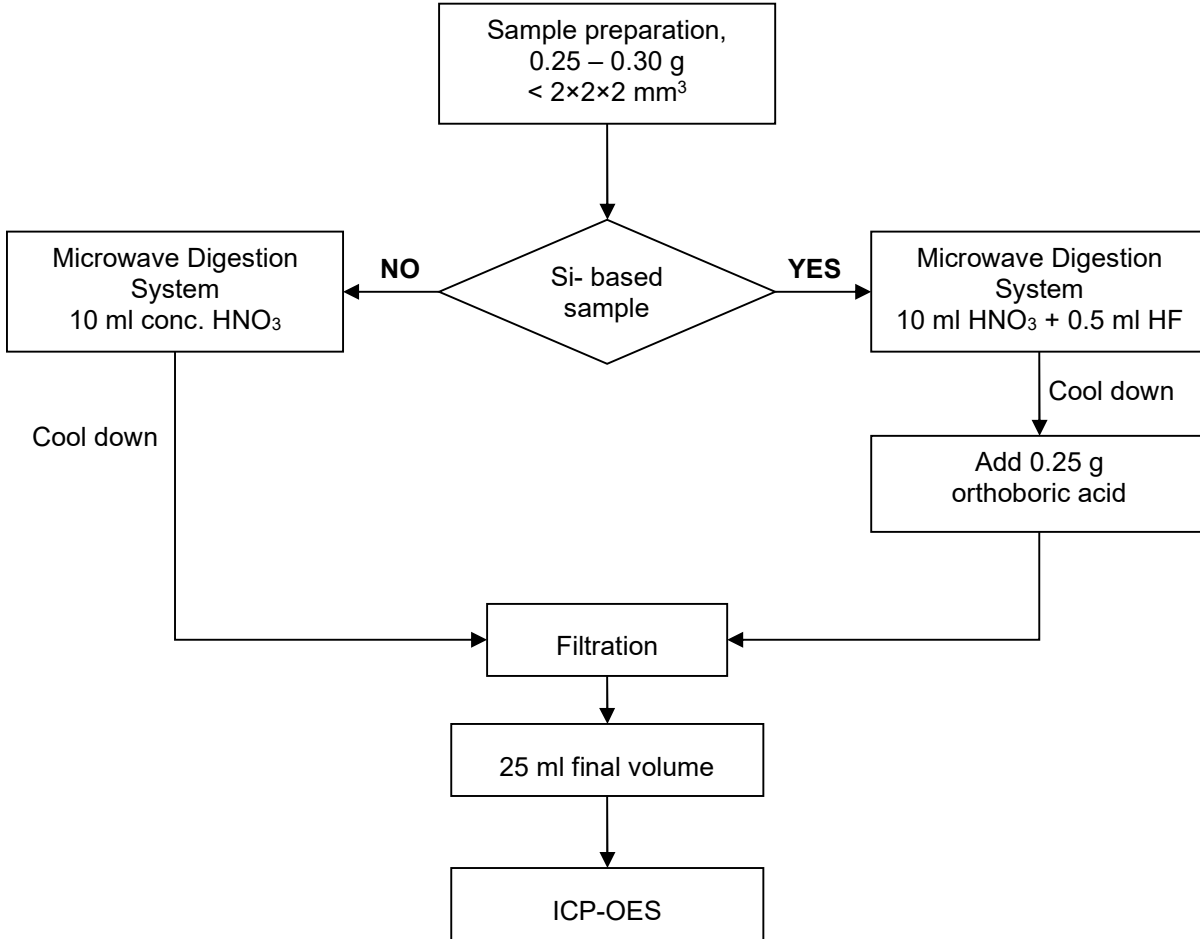 Sample preparation,
0.25 – 0.30 g
< 2×2×2 mm³
Microwave Digestion
System
10 ml conc. HNO₃
NO
Si- based
sample
YES
Microwave Digestion
System
10 ml HNO₃ + 0.5 ml HF
Cool down
Cool down
Add 0.25 g
orthoboric acid
Filtration
25 ml final volume
ICP-OES